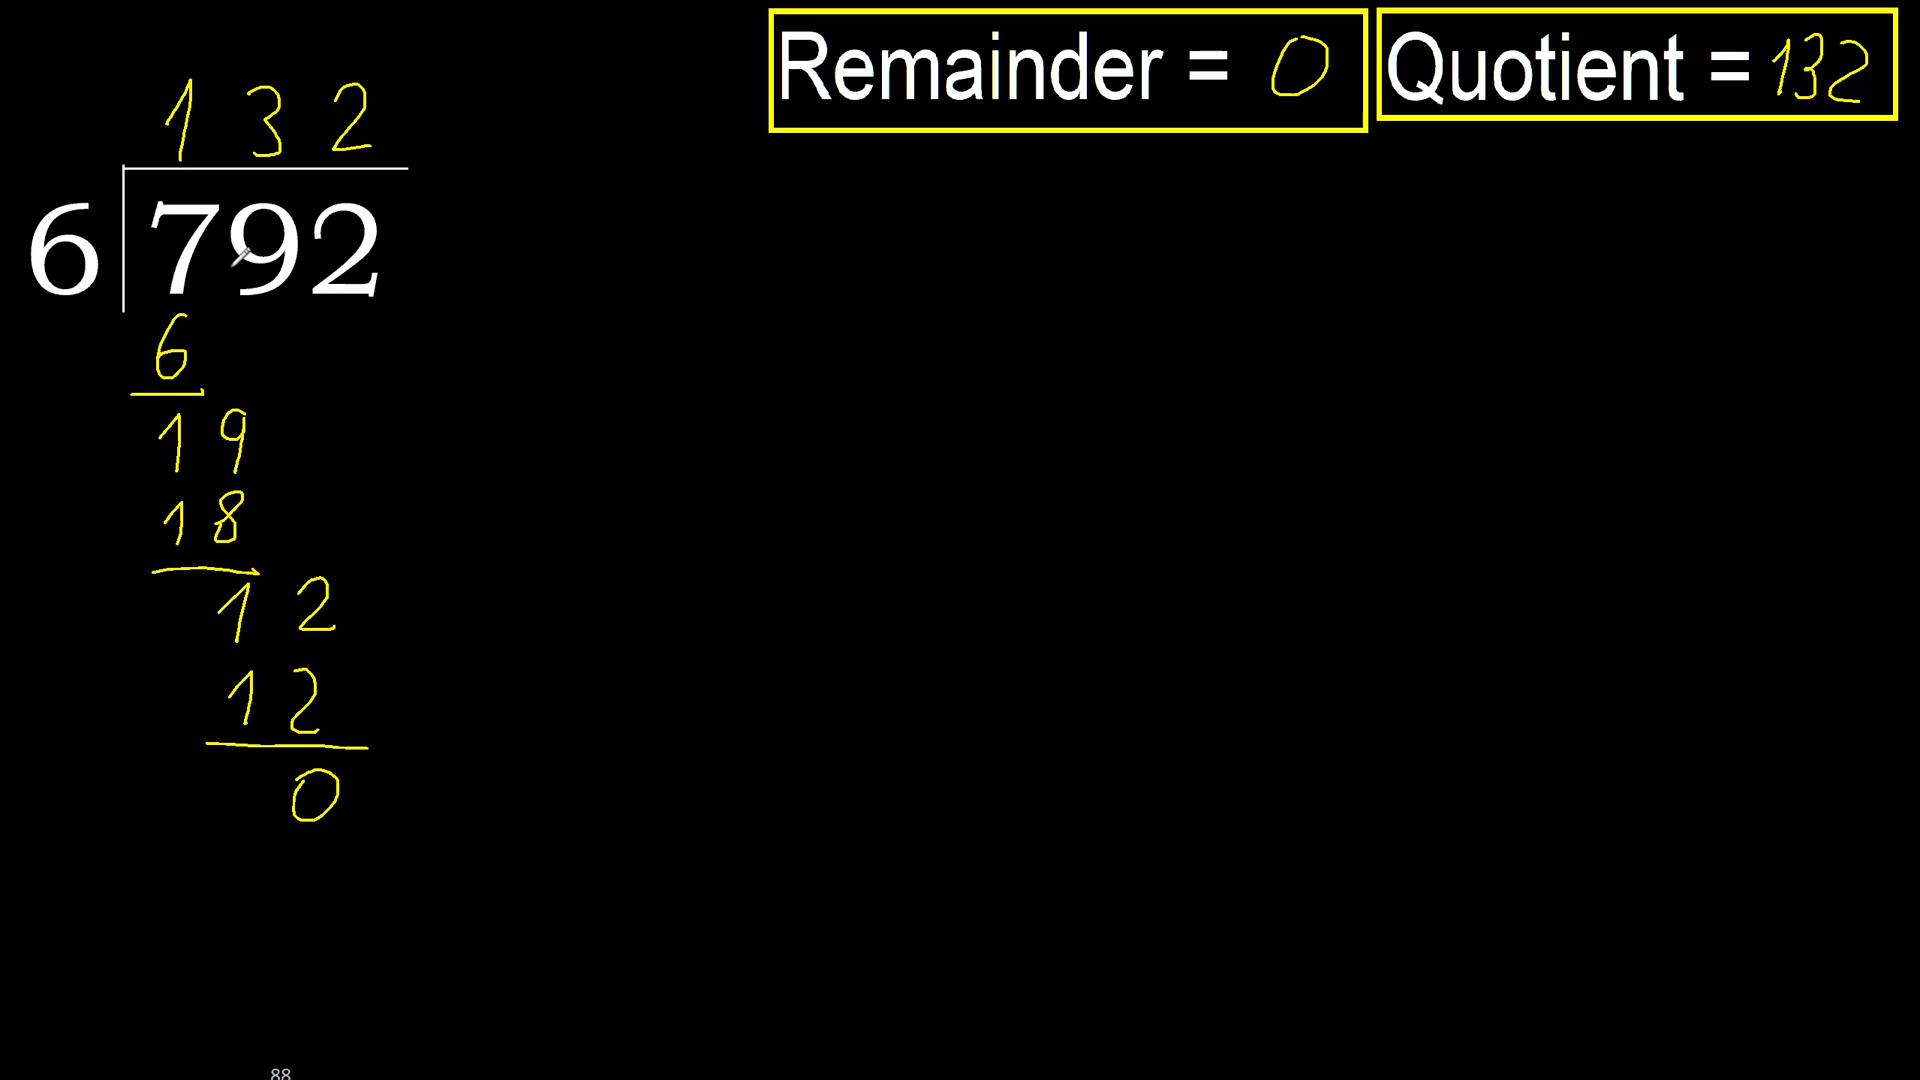 Remainder = 0
Quotient = 132
1 3 2
6 792
6
1 9
1 8
1 2
1 2
0
88